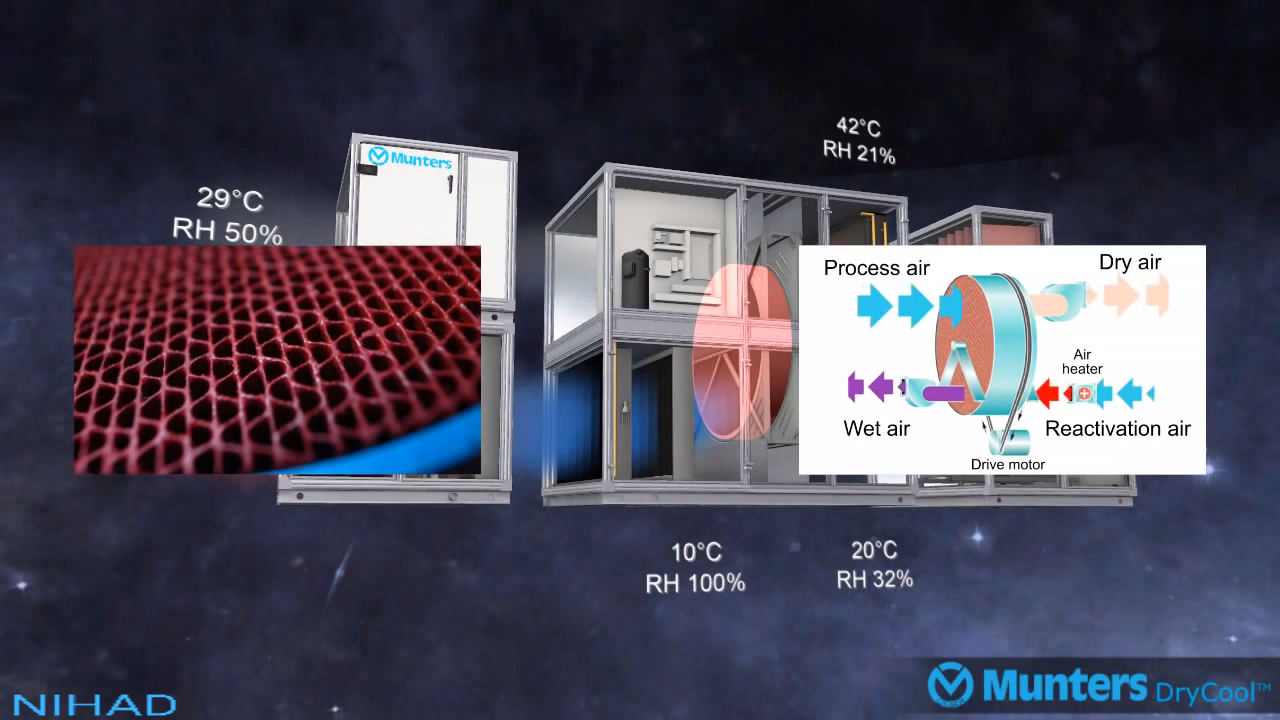 42°C
RH 21%
Munters
29°C
RH 50%
Process air
Dry air
Air
heater
Wet air
Reactivation air
Drive motor
10°C
RH 100%
20°C
RH 32%
NIHAD
Munters DryCool™